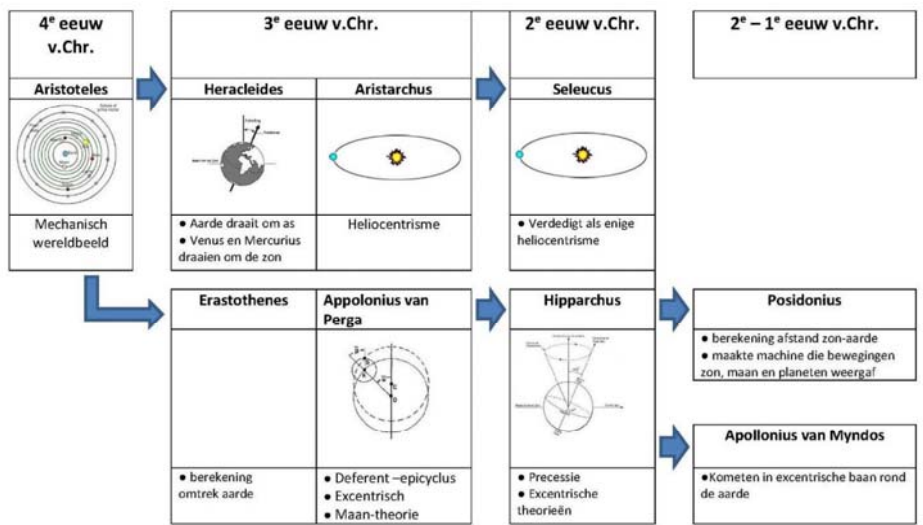 4e eeuw
v.Chr.
3e eeuw v.Chr.
2e eeuw v.Chr.
2e – 1e eeuw v.Chr.
Aristoteles
Heracleides
Aristarchus
Seleucus
Mechanisch
wereldbeeld
● Aarde draait om as
● Venus en Mercurius
draaien om de zon
Heliocentrisme
● Verdedigt als enige
heliocentrisme
Erastothenes
Appolonius van
Perga
Hipparchus
Posidonius
● berekening afstand zon-aarde
● maakte machine die bewegingen
zon, maan en planeten weergaf
Apollonius van Myndos
● berekening
omtrek aarde
● Deferent –epicyclus
● Excentrisch
● Maan-theorie
● Precessie
● Excentrische
theorieën
●Kometen in excentrische baan rond
de aarde